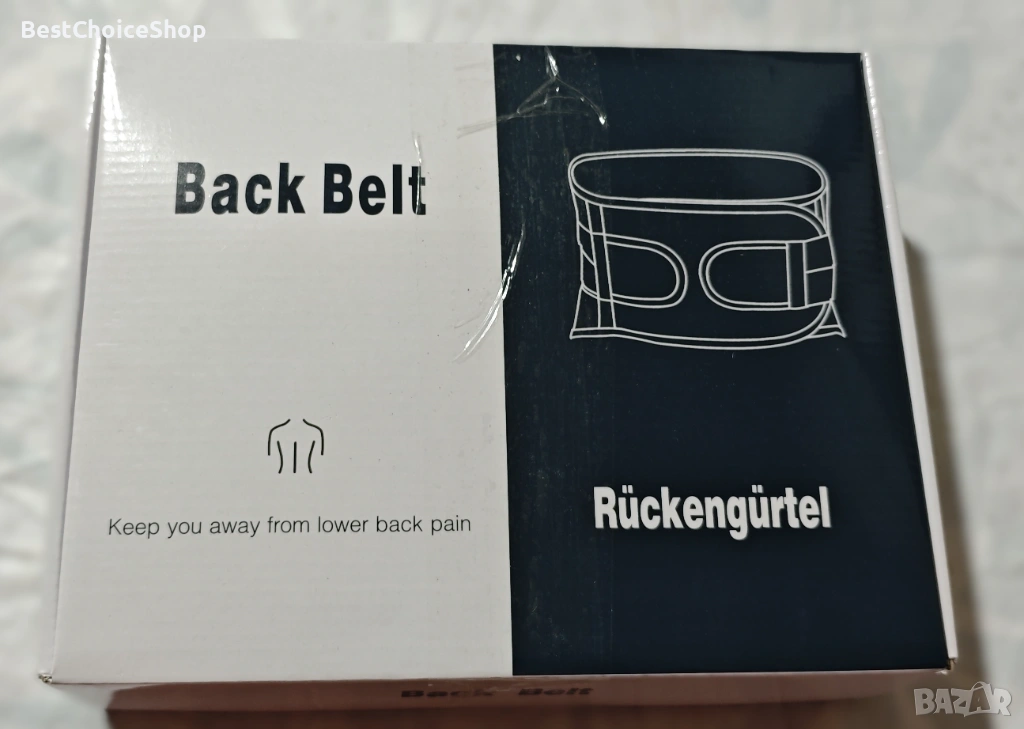 BestChoiceShop
Back Belt
Keep you away from lower back pain
Rückengürtel
Back Belt
BAZAR